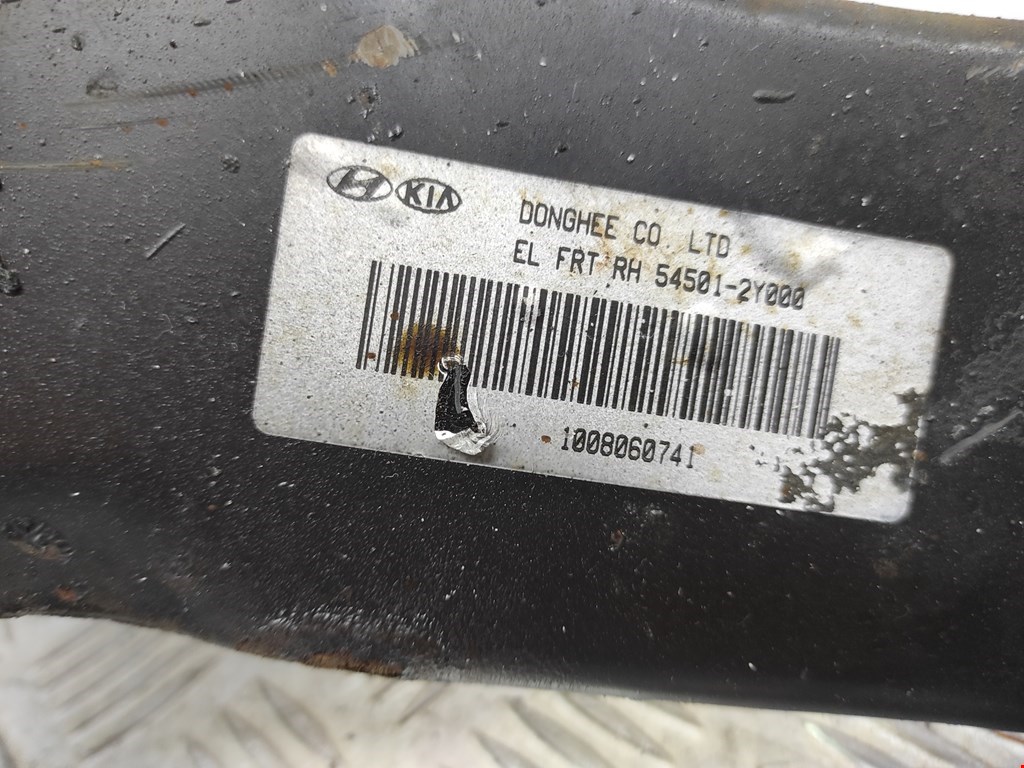 KIA DONGHEE CO. LTD
EL FRT RH 54501-2Y000
1008060741